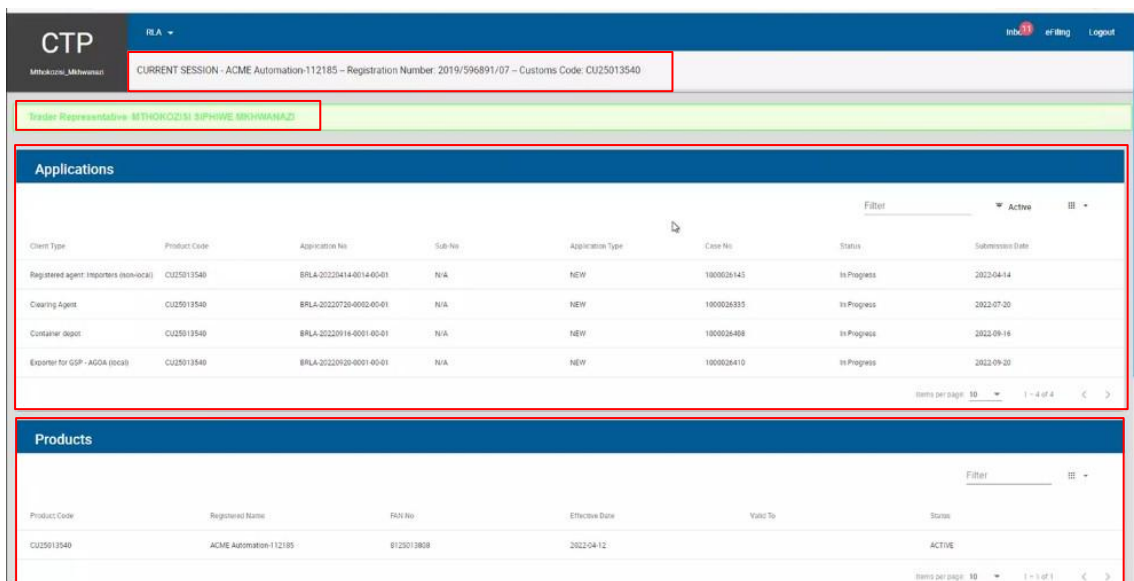 CTP
Mthokozisi_Mkhwanazi
RLA
Inbox 11 eFiling Logout
CURRENT SESSION - ACME Automation-112185 – Registration Number: 2019/596891/07 – Customs Code: CU25013540
Trader Representative: MTHOKOZISI SIPHIWE MKHWANAZI
Applications
Filter Active
Client Type Product Code Application No Sub-No Application Type Case No Status Submission Date
Registered agent: Importers (non-local) CU25013540 BRLA-20220414-0014-00-01 N/A NEW 1000026145 In Progress 2022-04-14
Clearing Agent CU25013540 BRLA-20220720-0002-00-01 N/A NEW 1000026335 In Progress 2022-07-20
Container depot CU25013540 BRLA-20220916-0001-00-01 N/A NEW 1000026408 In Progress 2022-09-16
Exporter for GSP - AGOA (local) CU25013540 BRLA-20220920-0001-00-01 N/A NEW 1000026410 In Progress 2022-09-20
Items per page: 10 1 – 4 of 4
Products
Filter
Product Code Registered Name FAN No Effective Date Valid To Status
CU25013540 ACME Automation-112185 8125013808 2022-04-12 ACTIVE
Items per page: 10 1 – 1 of 1